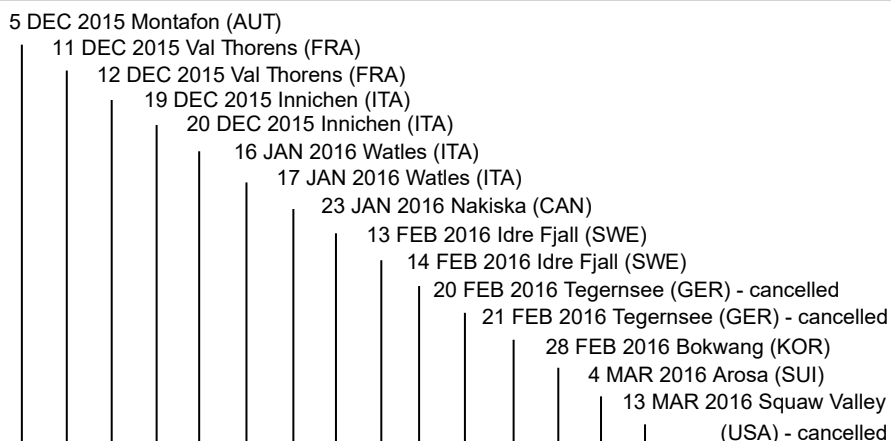 5 DEC 2015 Montafon (AUT)
11 DEC 2015 Val Thorens (FRA)
12 DEC 2015 Val Thorens (FRA)
19 DEC 2015 Innichen (ITA)
20 DEC 2015 Innichen (ITA)
16 JAN 2016 Watles (ITA)
17 JAN 2016 Watles (ITA)
23 JAN 2016 Nakiska (CAN)
13 FEB 2016 Idre Fjall (SWE)
14 FEB 2016 Idre Fjall (SWE)
20 FEB 2016 Tegernsee (GER) - cancelled
21 FEB 2016 Tegernsee (GER) - cancelled
28 FEB 2016 Bokwang (KOR)
4 MAR 2016 Arosa (SUI)
13 MAR 2016 Squaw Valley
(USA) - cancelled